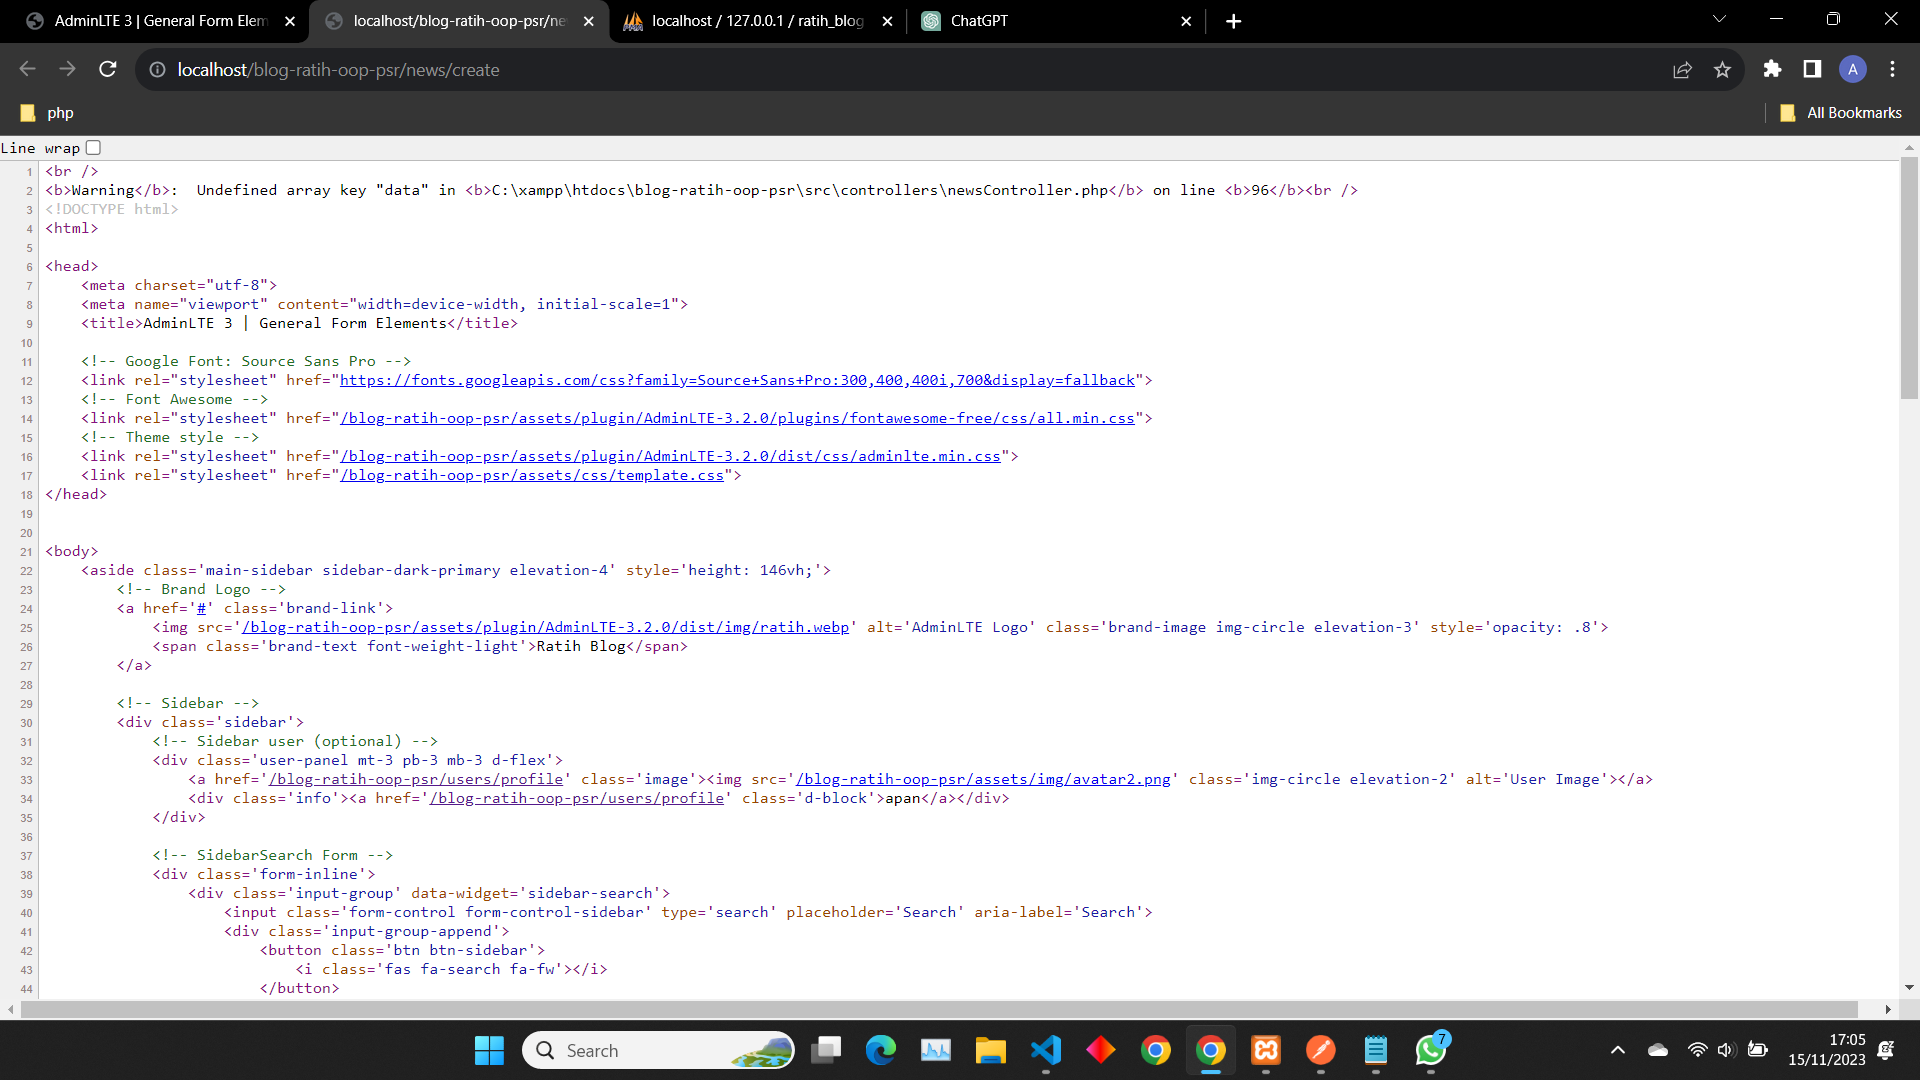 AdminLTE 3 | General Form Elem
localhost/blog-ratih-oop-psr/ne
localhost / 127.0.0.1 / ratih_blog
ChatGPT
localhost/blog-ratih-oop-psr/news/create
A
php
All Bookmarks
Line wrap
1 <br />
2 <b>Warning</b>:  Undefined array key "data" in <b>C:\xampp\htdocs\blog-ratih-oop-psr\src\controllers\newsController.php</b> on line <b>96</b><br />
3 <!DOCTYPE html>
4 <html>
5
6 <head>
7     <meta charset="utf-8">
8     <meta name="viewport" content="width=device-width, initial-scale=1">
9     <title>AdminLTE 3 | General Form Elements</title>
10
11     <!-- Google Font: Source Sans Pro -->
12     <link rel="stylesheet" href="https://fonts.googleapis.com/css?family=Source+Sans+Pro:300,400,400i,700&display=fallback">
13     <!-- Font Awesome -->
14     <link rel="stylesheet" href="/blog-ratih-oop-psr/assets/plugin/AdminLTE-3.2.0/plugins/fontawesome-free/css/all.min.css">
15     <!-- Theme style -->
16     <link rel="stylesheet" href="/blog-ratih-oop-psr/assets/plugin/AdminLTE-3.2.0/dist/css/adminlte.min.css">
17     <link rel="stylesheet" href="/blog-ratih-oop-psr/assets/css/template.css">
18 </head>
19
20
21 <body>
22     <aside class='main-sidebar sidebar-dark-primary elevation-4' style='height: 146vh;'>
23         <!-- Brand Logo -->
24         <a href='#' class='brand-link'>
25             <img src='/blog-ratih-oop-psr/assets/plugin/AdminLTE-3.2.0/dist/img/ratih.webp' alt='AdminLTE Logo' class='brand-image img-circle elevation-3' style='opacity: .8'>
26             <span class='brand-text font-weight-light'>Ratih Blog</span>
27         </a>
28
29         <!-- Sidebar -->
30         <div class='sidebar'>
31             <!-- Sidebar user (optional) -->
32             <div class='user-panel mt-3 pb-3 mb-3 d-flex'>
33                 <a href='/blog-ratih-oop-psr/users/profile' class='image'><img src='/blog-ratih-oop-psr/assets/img/avatar2.png' class='img-circle elevation-2' alt='User Image'></a>
34                 <div class='info'><a href='/blog-ratih-oop-psr/users/profile' class='d-block'>apan</a></div>
35             </div>
36
37             <!-- SidebarSearch Form -->
38             <div class='form-inline'>
39                 <div class='input-group' data-widget='sidebar-search'>
40                     <input class='form-control form-control-sidebar' type='search' placeholder='Search' aria-label='Search'>
41                     <div class='input-group-append'>
42                         <button class='btn btn-sidebar'>
43                             <i class='fas fa-search fa-fw'></i>
44                         </button>
Search
7
17:05
15/11/2023